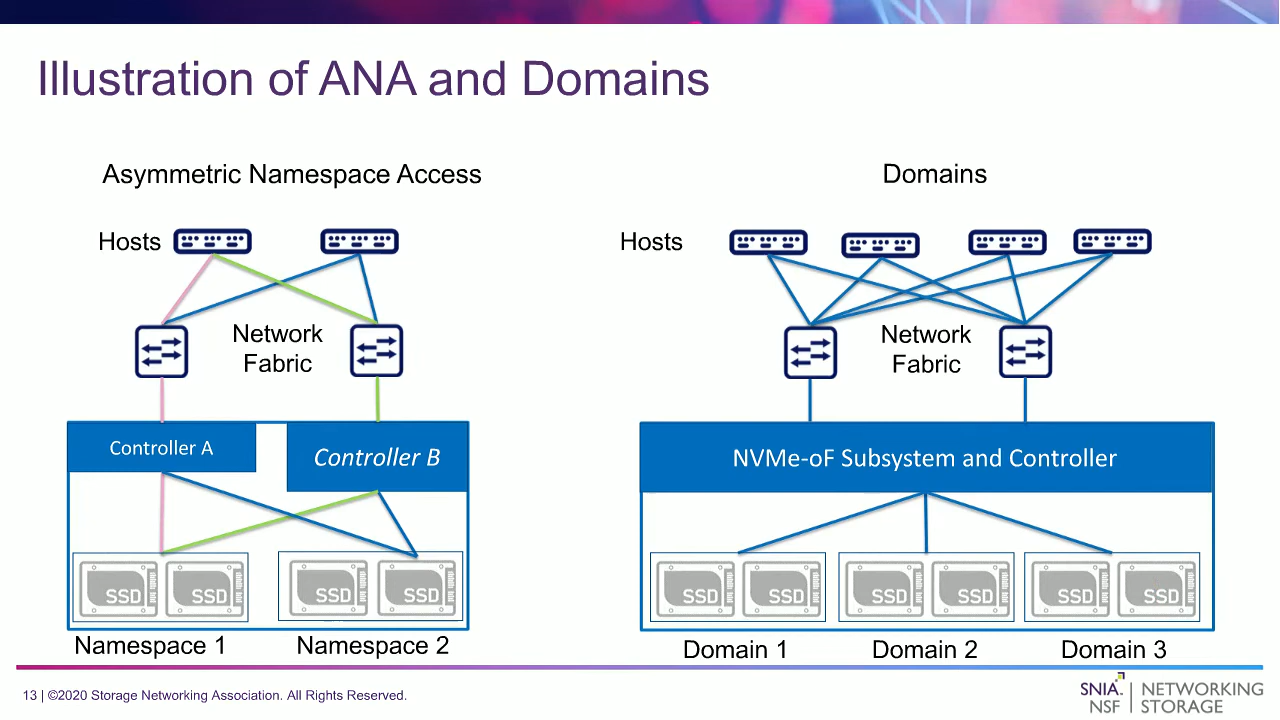 Illustration of ANA and Domains
Asymmetric Namespace Access
Hosts
Network
Fabric
Controller A
Controller B
SSD
SSD
SSD
SSD
Namespace 1
Namespace 2
Domains
Hosts
Network
Fabric
NVMe-oF Subsystem and Controller
SSD
SSD
SSD
SSD
SSD
SSD
Domain 1
Domain 2
Domain 3
13 | ©2020 Storage Networking Association. All Rights Reserved.
SNIA. | NETWORKING
NSF | STORAGE